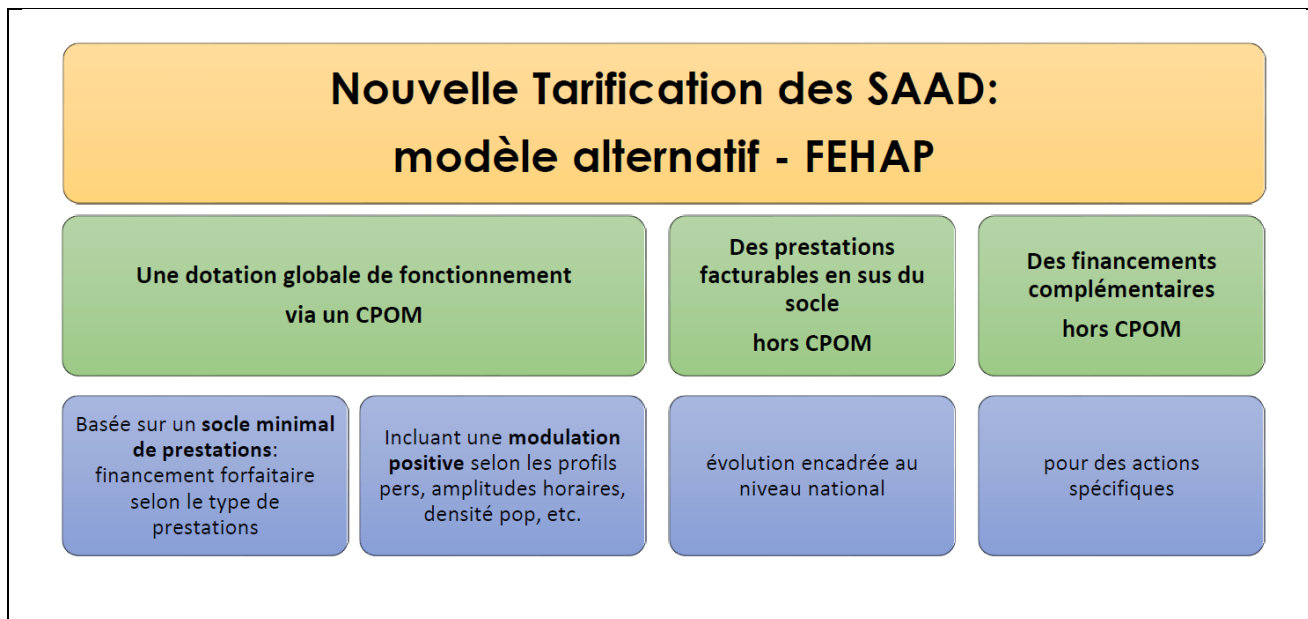 Nouvelle Tarification des SAAD:
modèle alternatif - FEHAP
Une dotation globale de fonctionnement
via un CPOM
Des prestations
facturables en sus du
socle
hors CPOM
Des financements
complémentaires
hors CPOM
Basée sur un socle minimal
de prestations:
financement forfaitaire
selon le type de
prestations
Incluant une modulation
positive selon les profils
pers, amplitudes horaires,
densité pop, etc.
évolution encadrée au
niveau national
pour des actions
spécifiques